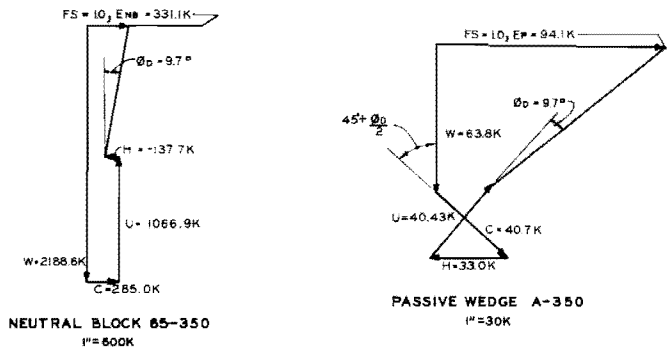 FS = 1.0, ENB = 331.1K
ØD = 9.7°
H = -137.7K
U = 1066.9K
W = 2188.6K
C = 285.0K
NEUTRAL BLOCK 65-350
1"=600K
FS = 1.0, EP = 94.1K
ØD = 9.7°
45° + ØD/2
W = 63.8K
U = 40.43K
C = 40.7K
H = 33.0K
PASSIVE WEDGE A-350
1"=30K